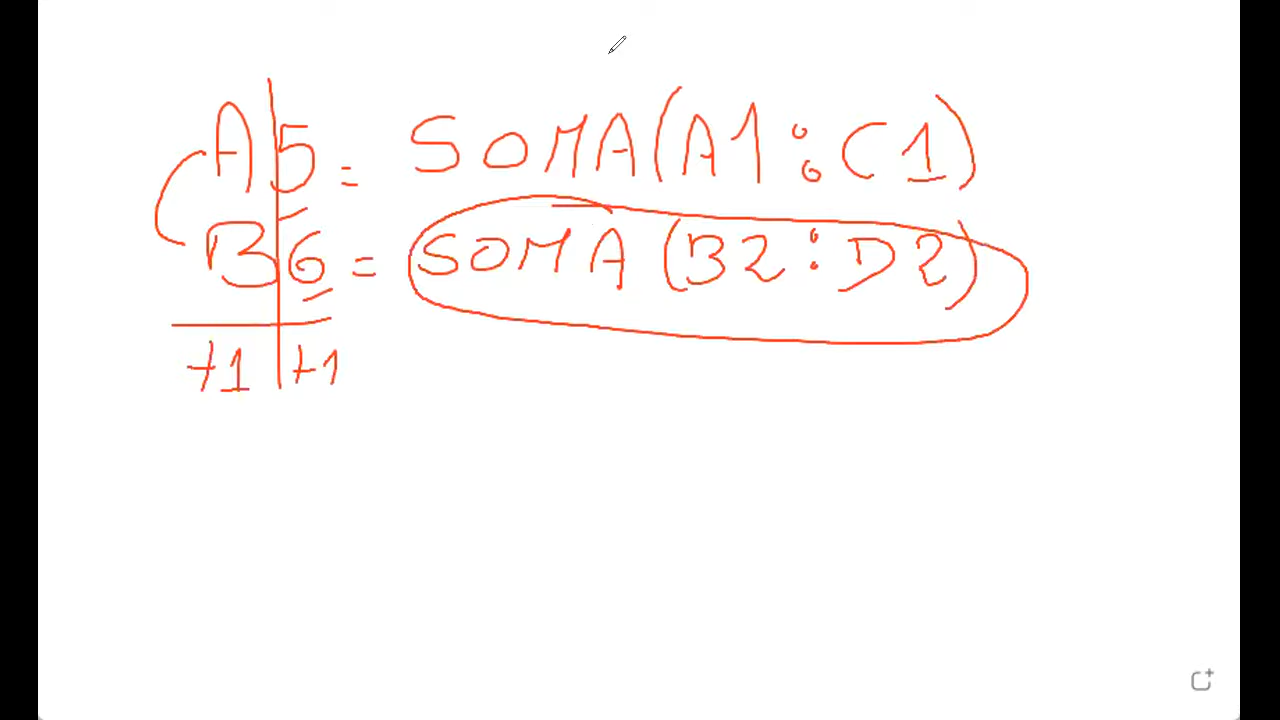 A5 = SOMA(A1:C1)
B6 = SOMA(B2:D2)
+1 +1